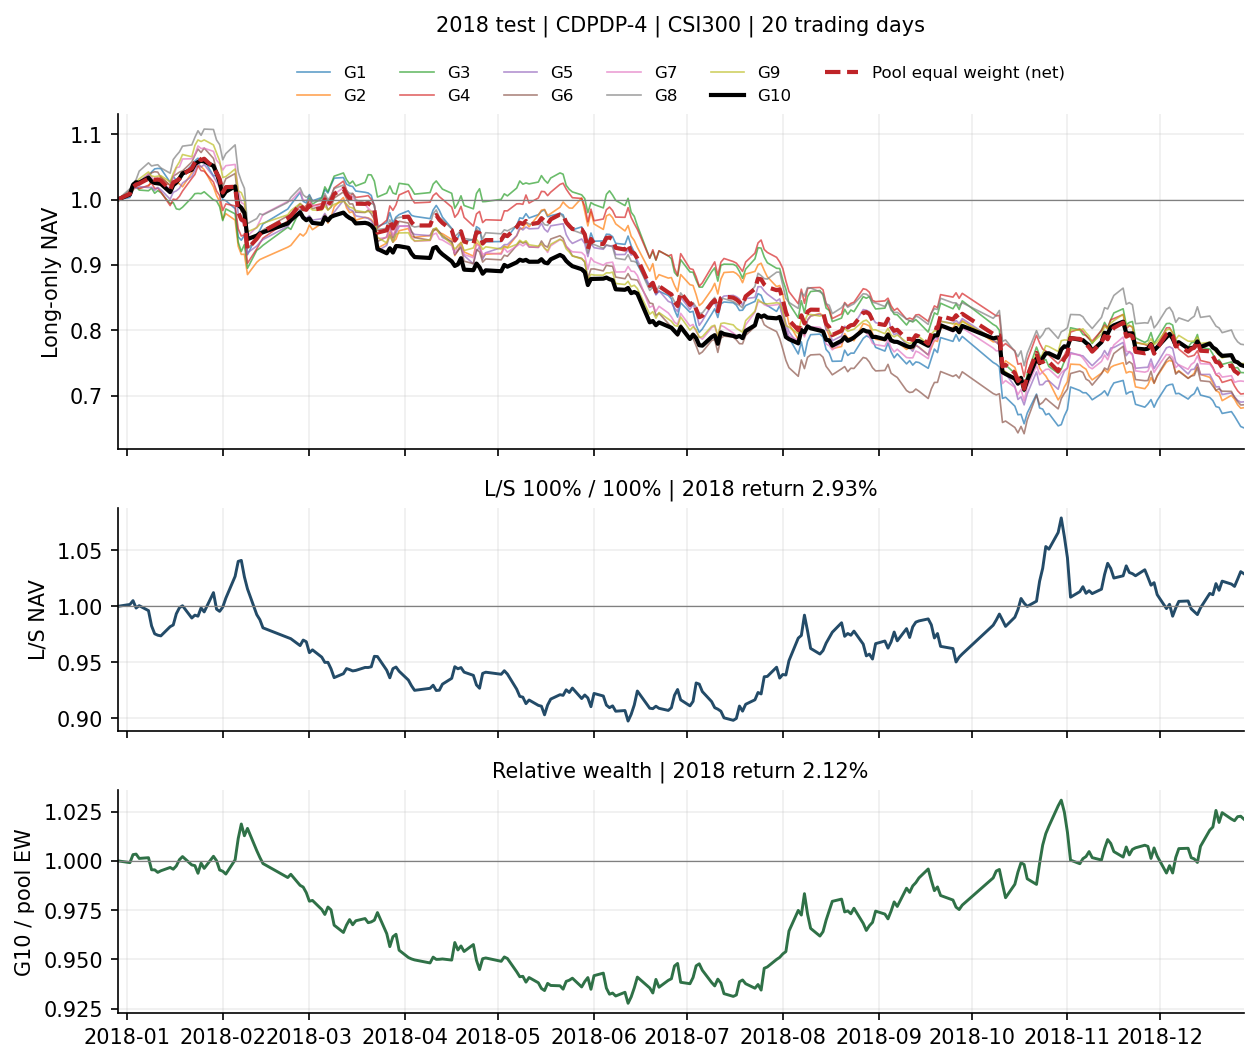 2018 test | CDPDP-4 | CSI300 | 20 trading days
G1 G3 G5 G7 G9 Pool equal weight (net)
G2 G4 G6 G8 G10
Long-only NAV
1.1
1.0
0.9
0.8
0.7
L/S 100% / 100% | 2018 return 2.93%
L/S NAV
1.05
1.00
0.95
0.90
Relative wealth | 2018 return 2.12%
G10 / pool EW
1.025
1.000
0.975
0.950
0.925
2018-01 2018-02 2018-03 2018-04 2018-05 2018-06 2018-07 2018-08 2018-09 2018-10 2018-11 2018-12